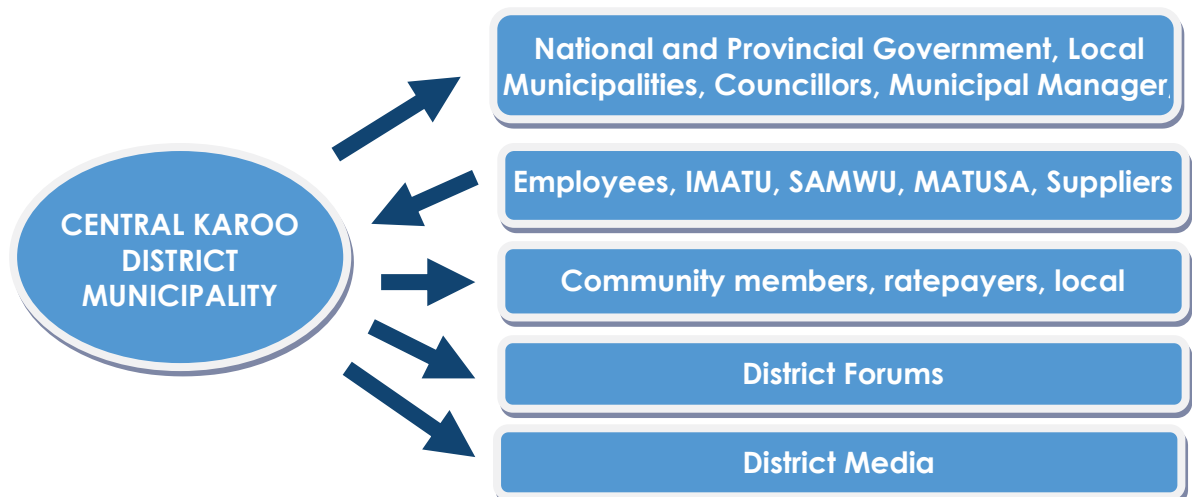 National and Provincial Government, Local
Municipalities, Councillors, Municipal Manager,
Employees, IMATU, SAMWU, MATUSA, Suppliers
CENTRAL KAROO
DISTRICT
MUNICIPALITY
Community members, ratepayers, local
District Forums
District Media